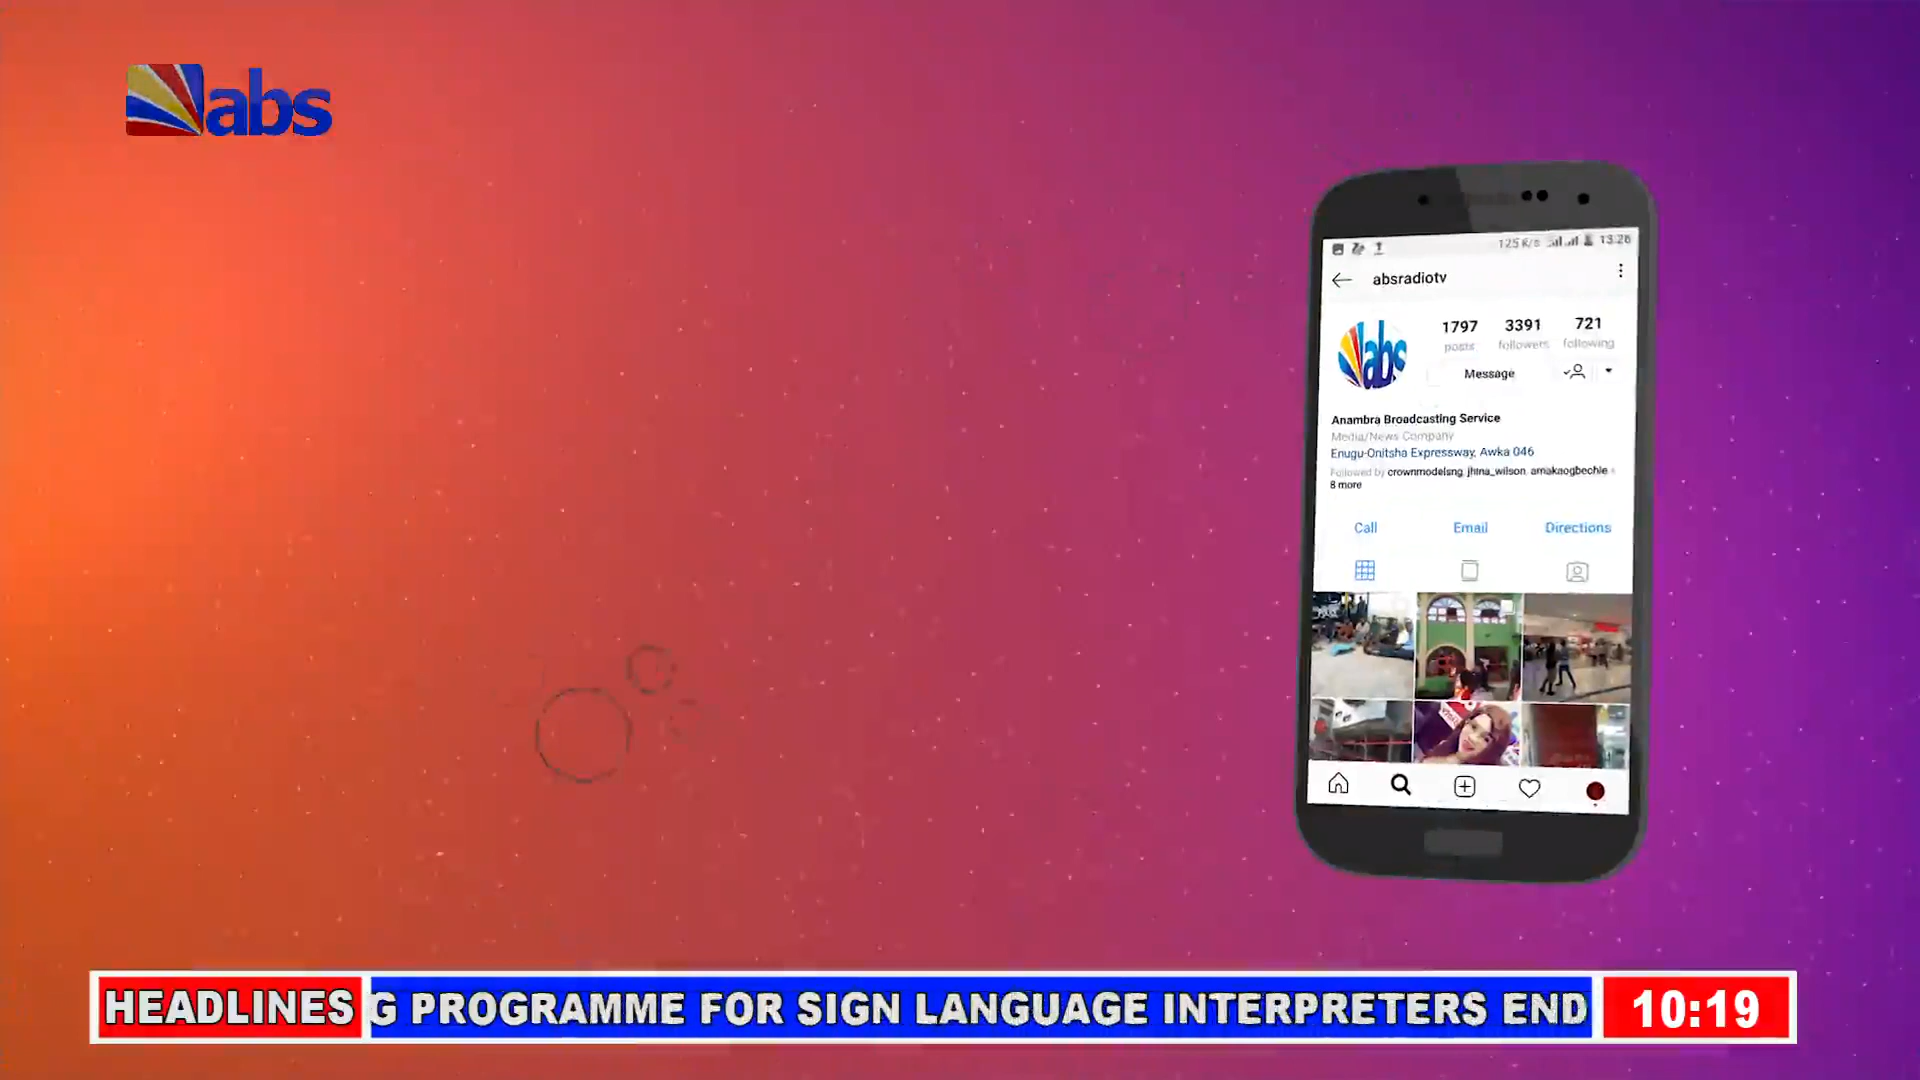 abs
125 K/s 13:26
absradiotv
abs
1797 3391 721
posts followers following
Message
Anambra Broadcasting Service
Media/News Company
Enugu-Onitsha Expressway, Awka 046
Followed by crownmodelsng, jhina_wilson, amakaogbechie +
8 more
Call Email Directions
HEADLINES G PROGRAMME FOR SIGN LANGUAGE INTERPRETERS END 10:19